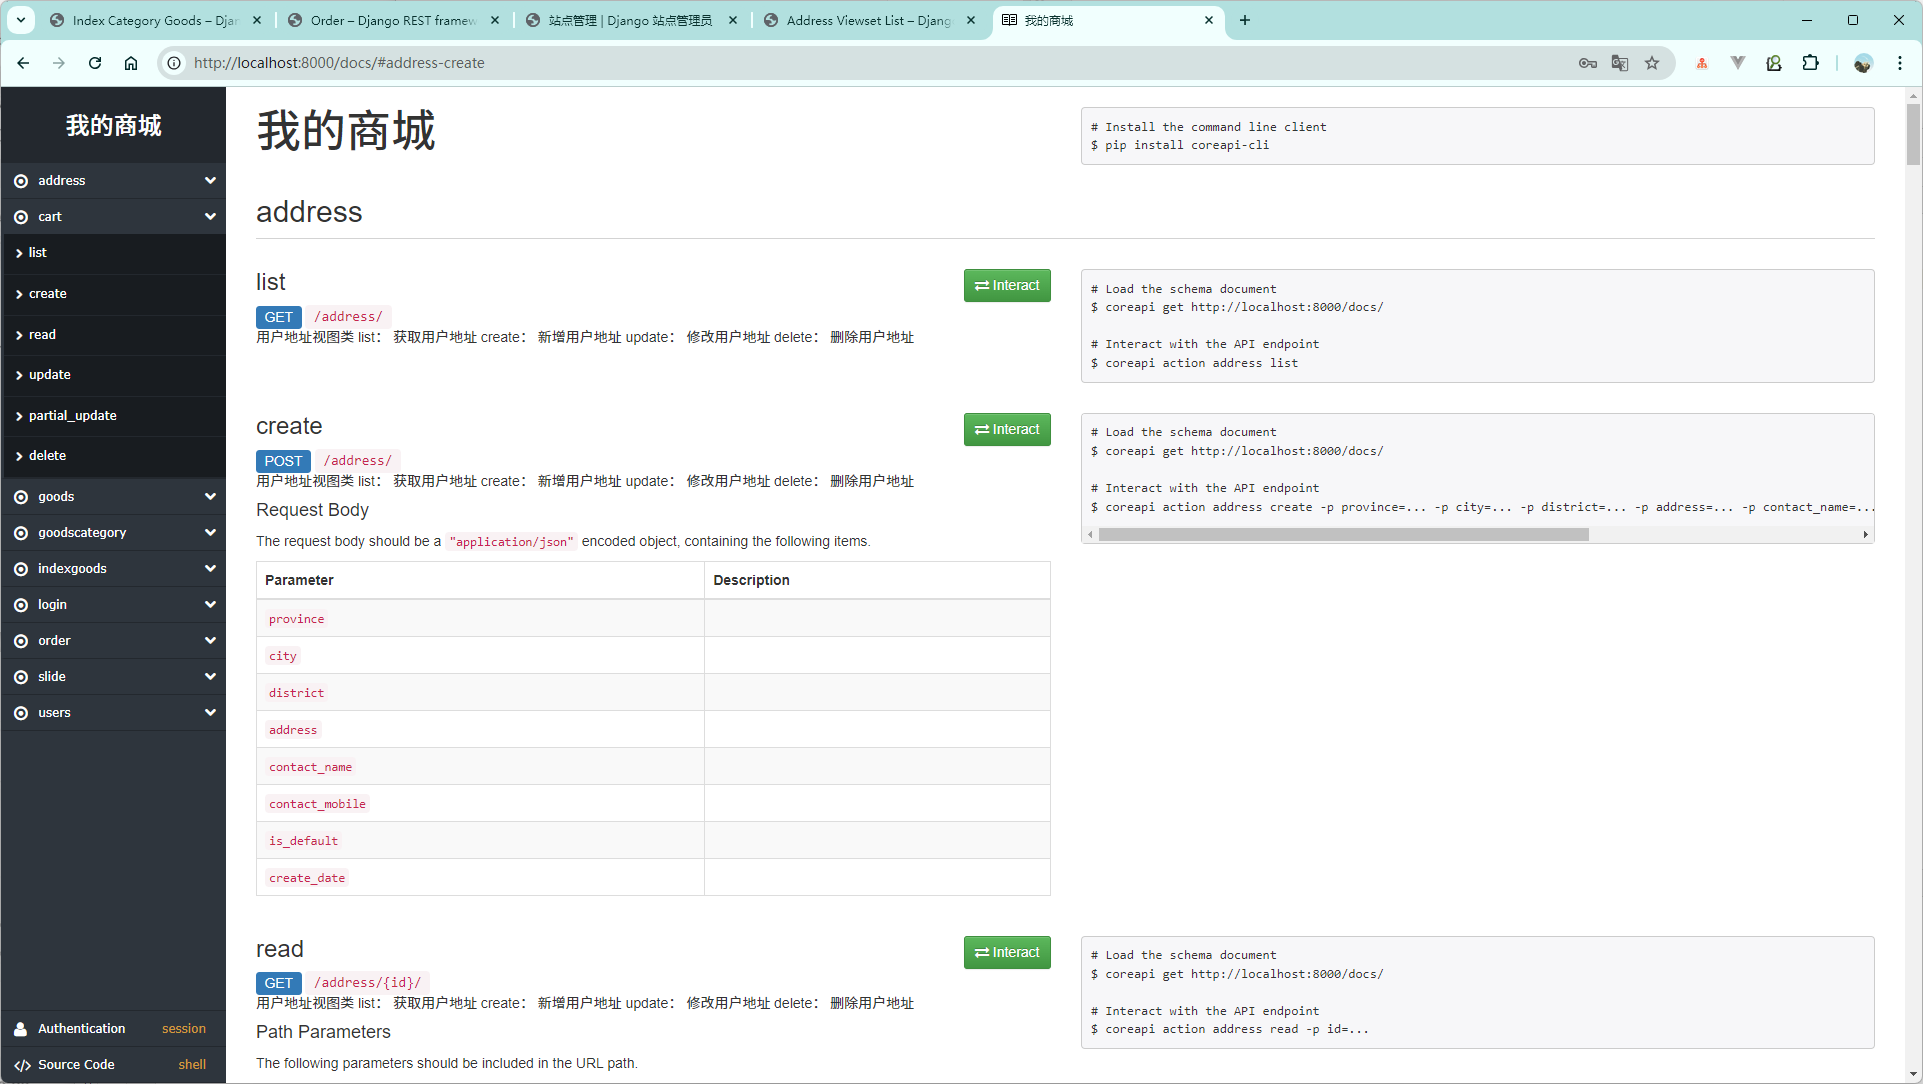 Index Category Goods – Djan
Order – Django REST framew
站点管理 | Django 站点管理员
Address Viewset List – Djang
我的商城
http://localhost:8000/docs/#address-create
我的商城
address
cart
list
create
read
update
partial_update
delete
goods
goodscategory
indexgoods
login
order
slide
users
Authentication session
Source Code shell
我的商城
# Install the command line client
$ pip install coreapi-cli
address
list
Interact
GET /address/
用户地址视图类 list： 获取用户地址 create： 新增用户地址 update： 修改用户地址 delete： 删除用户地址
# Load the schema document
$ coreapi get http://localhost:8000/docs/
# Interact with the API endpoint
$ coreapi action address list
create
Interact
POST /address/
用户地址视图类 list： 获取用户地址 create： 新增用户地址 update： 修改用户地址 delete： 删除用户地址
Request Body
The request body should be a "application/json" encoded object, containing the following items.
Parameter Description
province
city
district
address
contact_name
contact_mobile
is_default
create_date
# Load the schema document
$ coreapi get http://localhost:8000/docs/
# Interact with the API endpoint
$ coreapi action address create -p province=... -p city=... -p district=... -p address=... -p contact_name=...
read
Interact
GET /address/{id}/
用户地址视图类 list： 获取用户地址 create： 新增用户地址 update： 修改用户地址 delete： 删除用户地址
Path Parameters
The following parameters should be included in the URL path.
# Load the schema document
$ coreapi get http://localhost:8000/docs/
# Interact with the API endpoint
$ coreapi action address read -p id=...